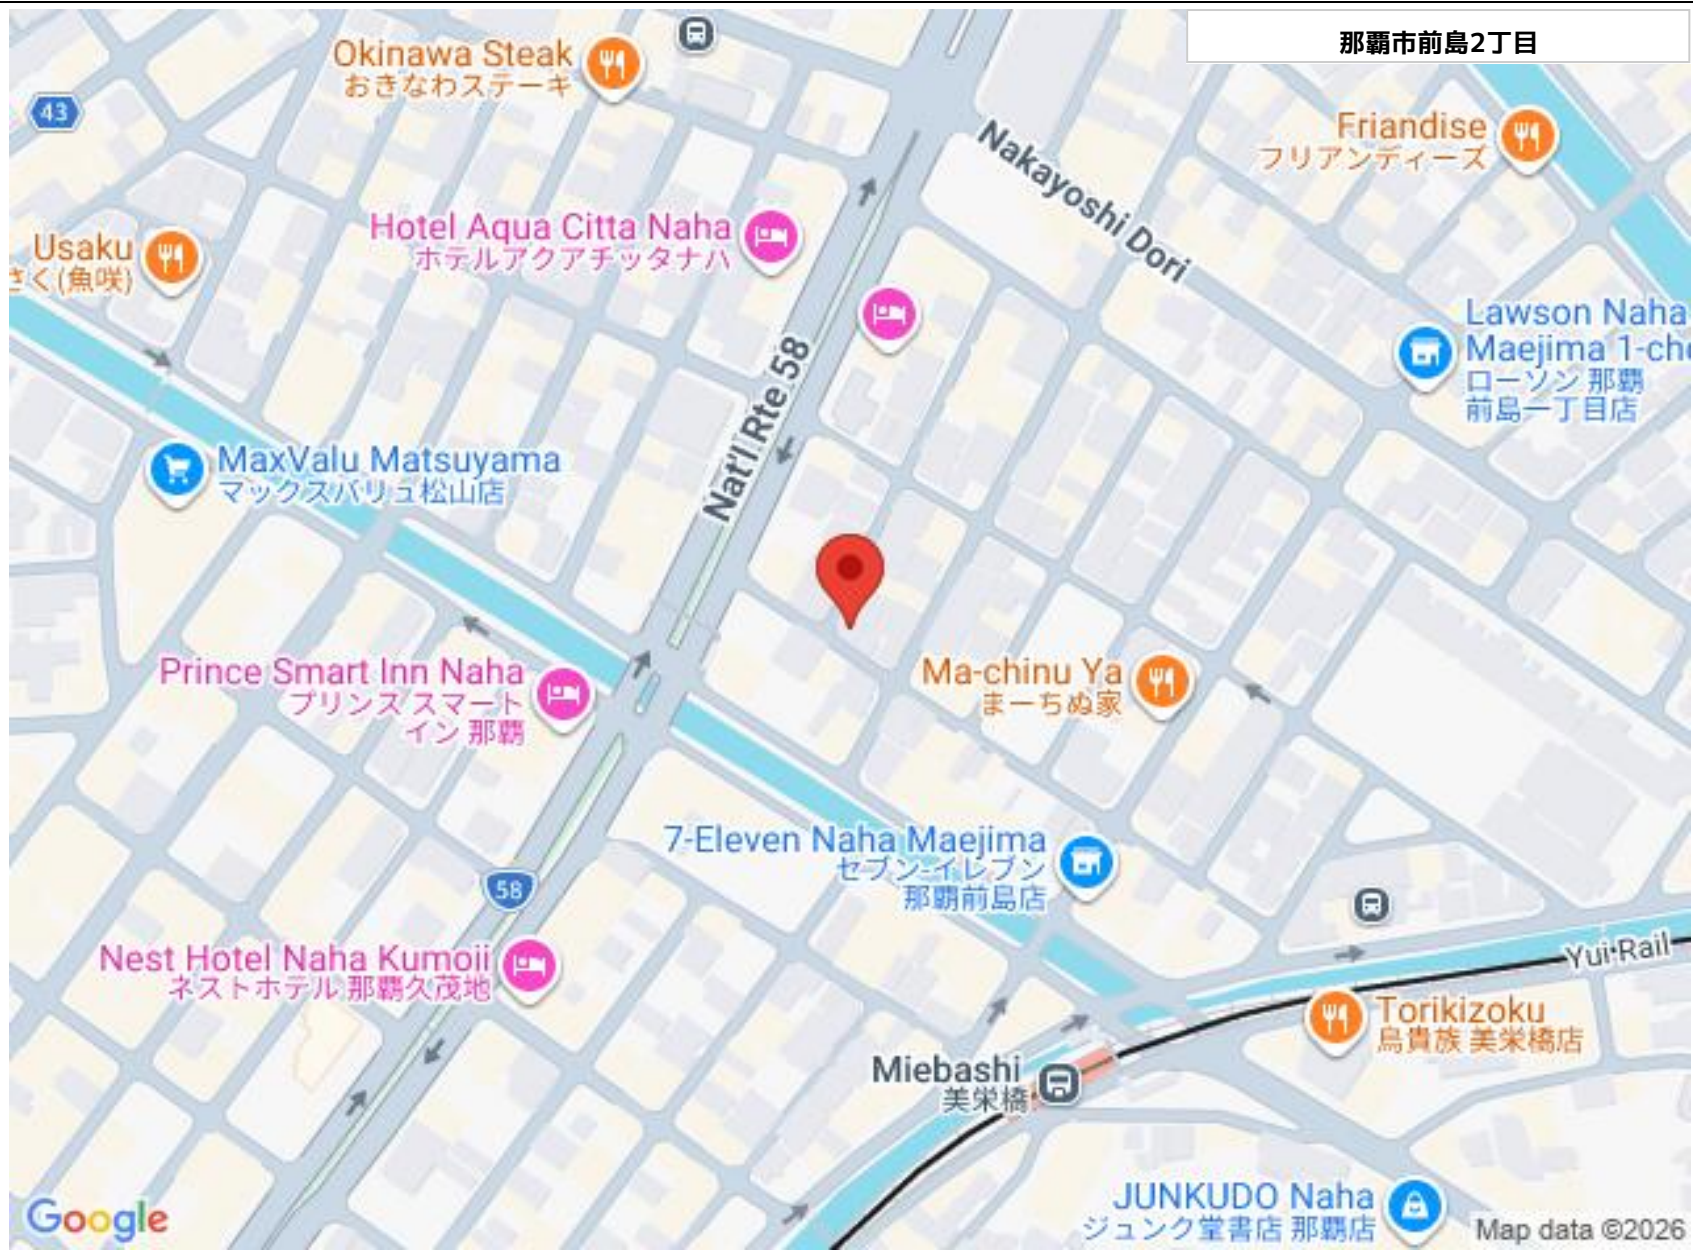 那覇市前島2丁目
Okinawa Steak
おきなわステーキ
43
Friandise
フリアンディーズ
Nakayoshi Dori
Hotel Aqua Citta Naha
ホテルアクアチッタナハ
Usaku
さく(魚咲)
Lawson Naha
Maejima 1-cho
ローソン 那覇
前島一丁目店
Nat'l Rte 58
MaxValu Matsuyama
マックスバリュ松山店
Prince Smart Inn Naha
プリンス スマート
イン 那覇
Ma-chinu Ya
まーちぬ家
7-Eleven Naha Maejima
セブン-イレブン
那覇前島店
58
Nest Hotel Naha Kumoji
ネストホテル 那覇久茂地
Yui Rail
Torikizoku
鳥貴族 美栄橋店
Miebashi
美栄橋
JUNKUDO Naha
ジュンク堂書店 那覇店
Google
Map data ©2026